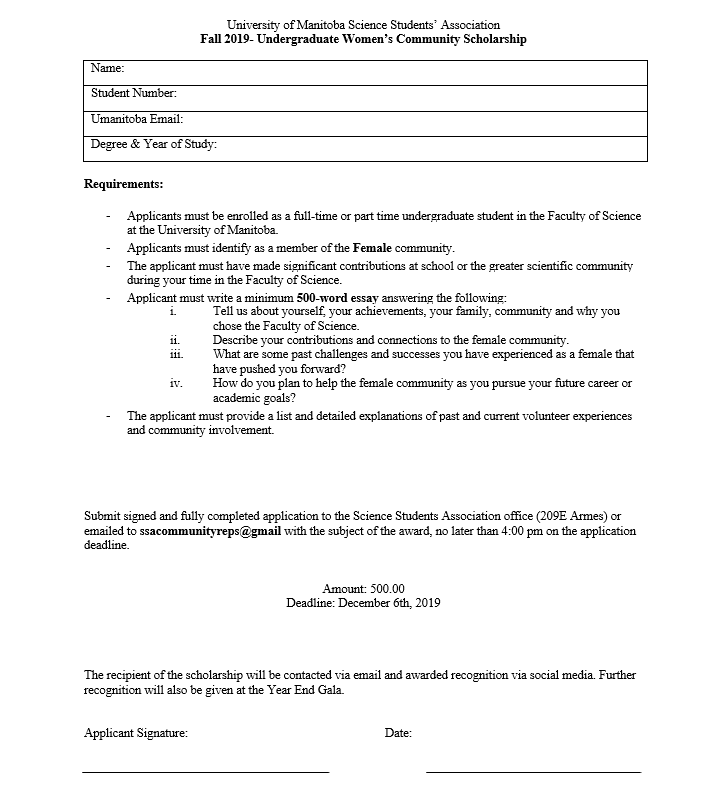 University of Manitoba Science Students' Association
Fall 2019- Undergraduate Women's Community Scholarship
Name:
Student Number:
Umanitoba Email:
Degree & Year of Study:
Requirements:
- Applicants must be enrolled as a full-time or part time undergraduate student in the Faculty of Science
at the University of Manitoba.
- Applicants must identify as a member of the Female community.
- The applicant must have made significant contributions at school or the greater scientific community
during your time in the Faculty of Science.
- Applicant must write a minimum 500-word essay answering the following:
i. Tell us about yourself, your achievements, your family, community and why you
chose the Faculty of Science.
ii. Describe your contributions and connections to the female community.
iii. What are some past challenges and successes you have experienced as a female that
have pushed you forward?
iv. How do you plan to help the female community as you pursue your future career or
academic goals?
- The applicant must provide a list and detailed explanations of past and current volunteer experiences
and community involvement.
Submit signed and fully completed application to the Science Students Association office (209E Armes) or
emailed to ssacommunityreps@gmail with the subject of the award, no later than 4:00 pm on the application
deadline.
Amount: 500.00
Deadline: December 6th, 2019
The recipient of the scholarship will be contacted via email and awarded recognition via social media. Further
recognition will also be given at the Year End Gala.
Applicant Signature: Date: